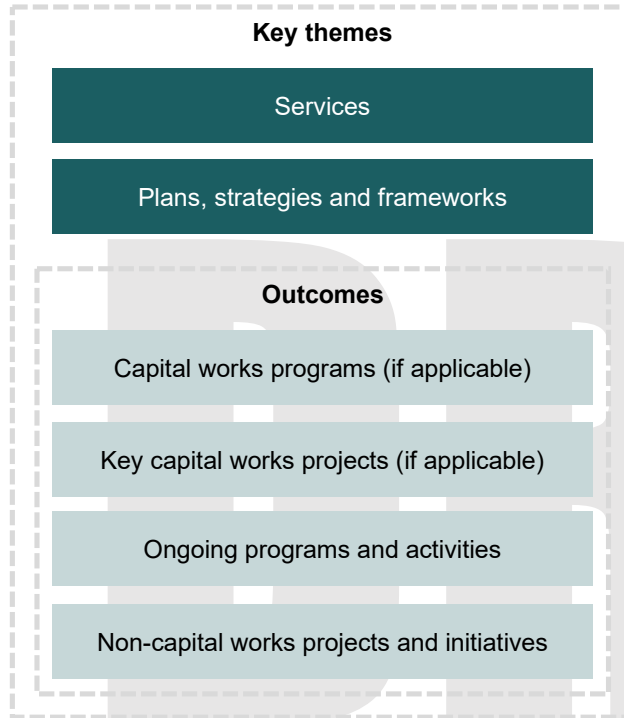 Key themes
Services
Plans, strategies and frameworks
Outcomes
Capital works programs (if applicable)
Key capital works projects (if applicable)
Ongoing programs and activities
Non-capital works projects and initiatives